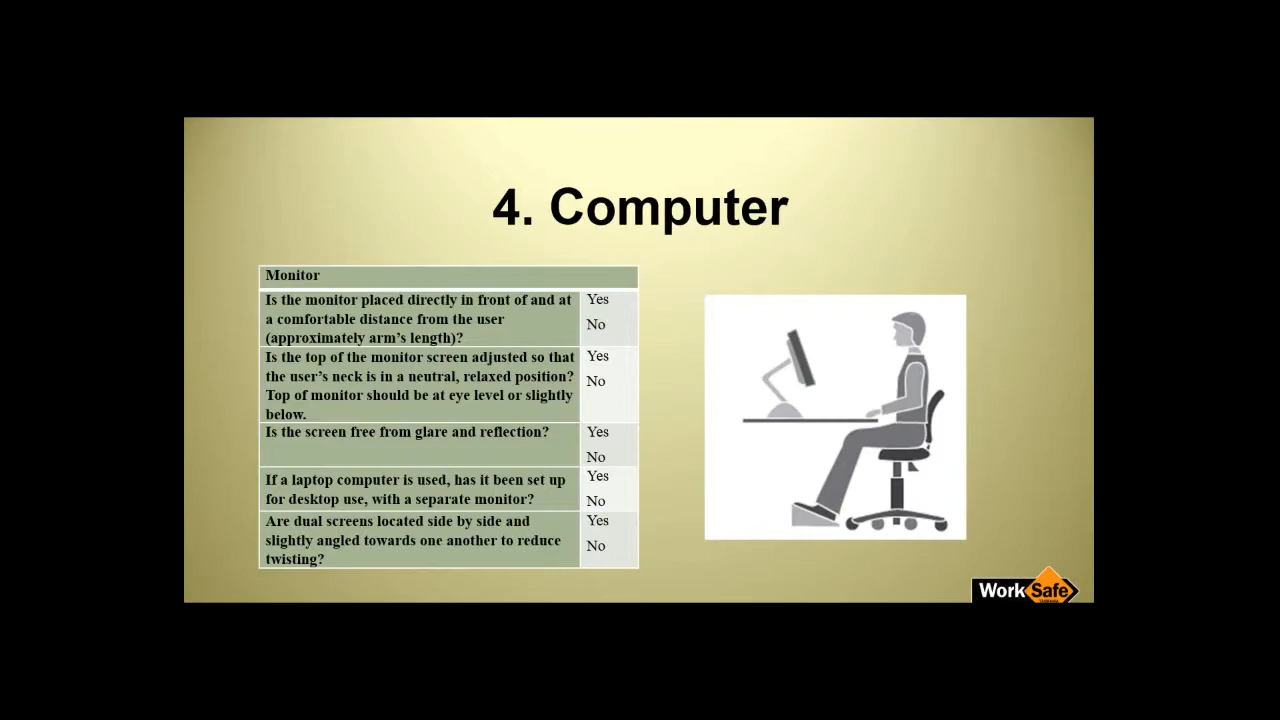 4. Computer
Monitor
Is the monitor placed directly in front of and at
a comfortable distance from the user
(approximately arm's length)?
Yes
No
Is the top of the monitor screen adjusted so that
the user's neck is in a neutral, relaxed position?
Top of monitor should be at eye level or slightly
below.
Yes
No
Is the screen free from glare and reflection?
Yes
No
If a laptop computer is used, has it been set up
for desktop use, with a separate monitor?
Yes
No
Are dual screens located side by side and
slightly angled towards one another to reduce
twisting?
Yes
No
WorkSafe